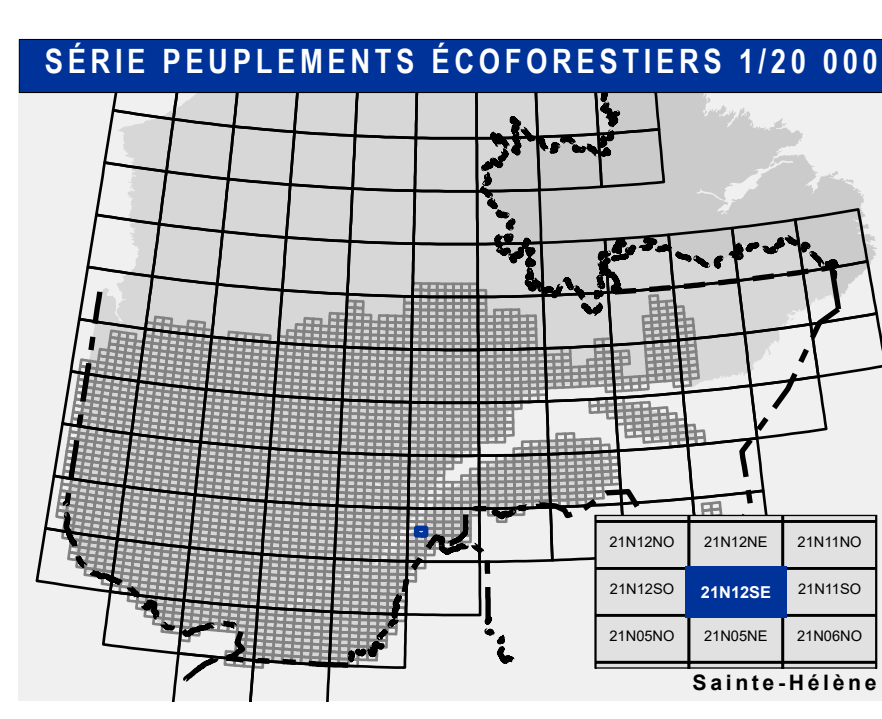 SÉRIE PEUPLEMENTS ÉCOFORESTIERS 1/20 000
21N12NO 21N12NE 21N11NO
21N12SO 21N12SE 21N11SO
21N05NO 21N05NE 21N06NO
Sainte-Hélène